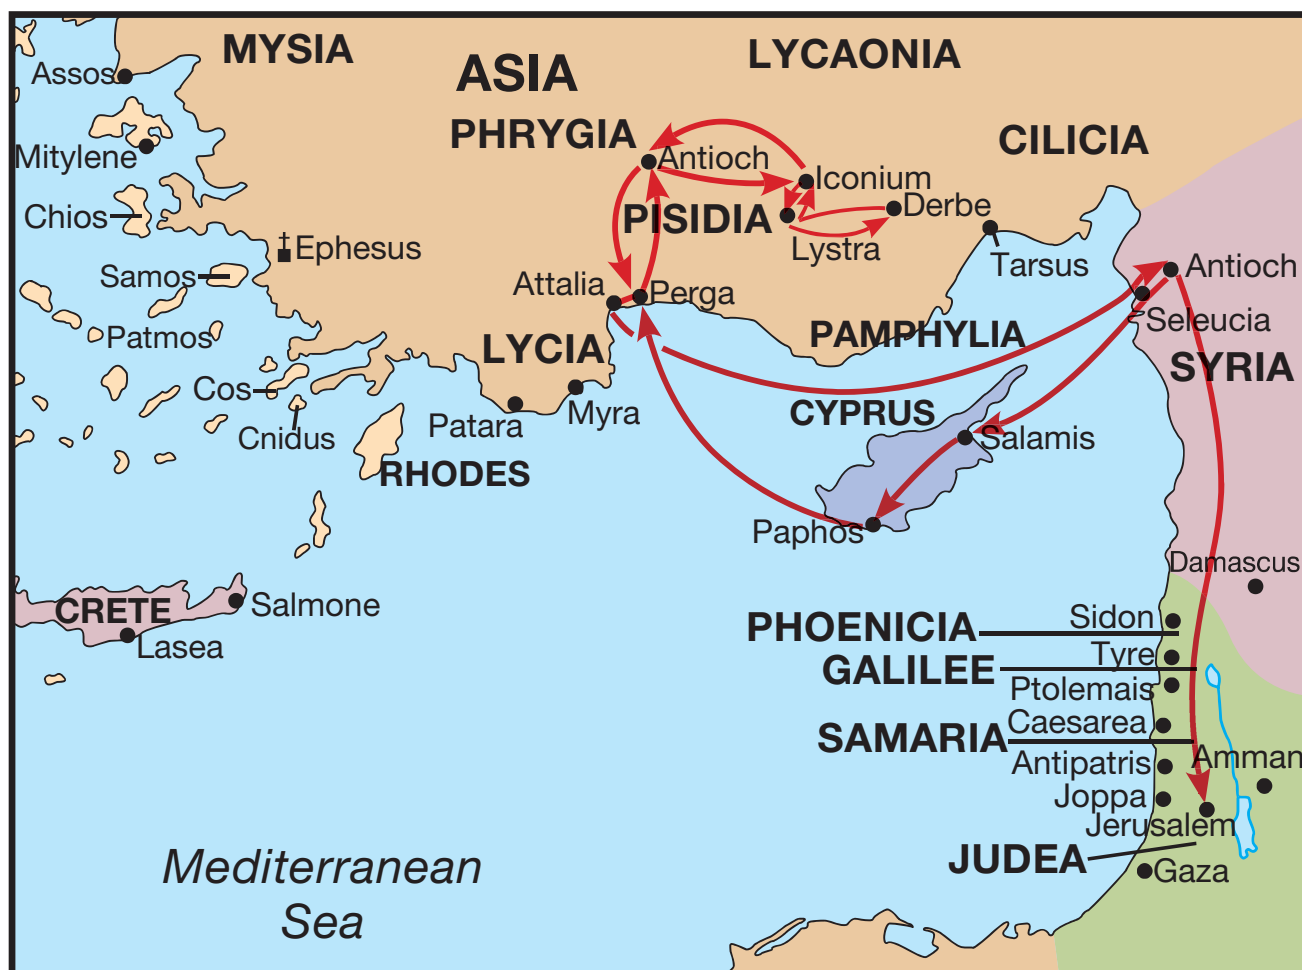 MYSIA
ASIA
LYCAONIA
Assos
PHRYGIA
CILICIA
Mitylene
Antioch
Iconium
Chios
PISIDIA
Derbe
Lystra
Ephesus
Samos
Tarsus
Antioch
Attalia
Perga
Patmos
Seleucia
LYCIA
PAMPHYLIA
SYRIA
Cos
Myra
CYPRUS
Patara
Cnidus
Salamis
RHODES
Paphos
Damascus
CRETE
Salmone
Lasea
PHOENICIA
Sidon
Tyre
GALILEE
Ptolemais
Caesarea
SAMARIA
Amman
Antipatris
Joppa
Jerusalem
JUDEA
Gaza
Mediterranean
Sea